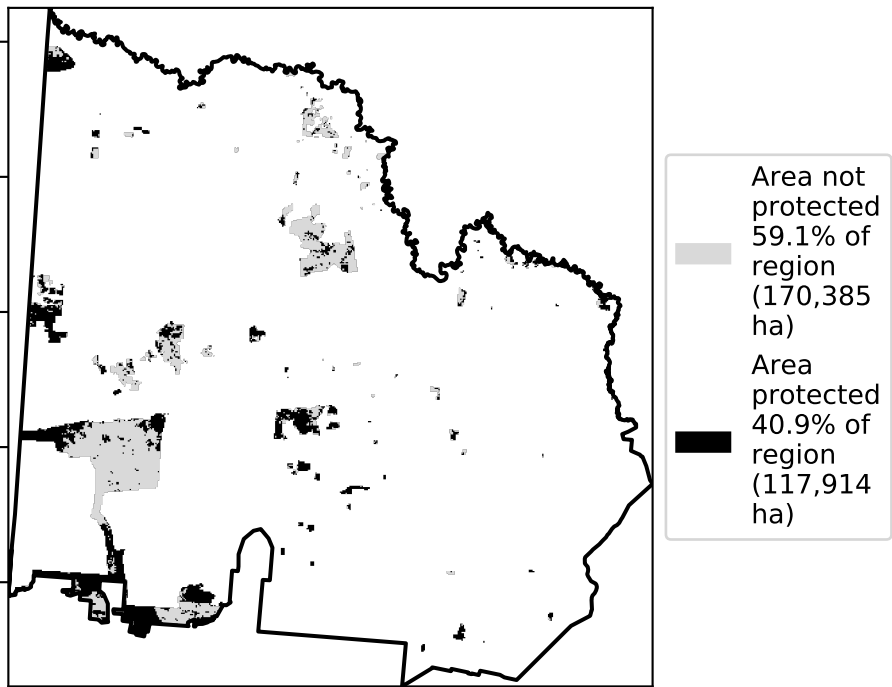 Area not
protected
59.1% of
region
(170,385
ha)
Area
protected
40.9% of
region
(117,914
ha)